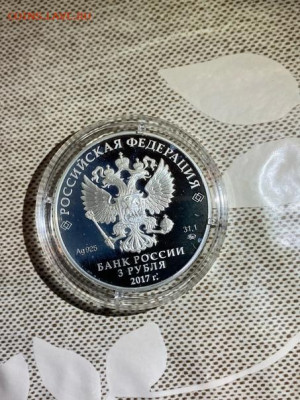 РОССИЙСКАЯ ФЕДЕРАЦИЯ
Ag 925
31,1
БАНК РОССИИ
3 РУБЛЯ
2017 г.